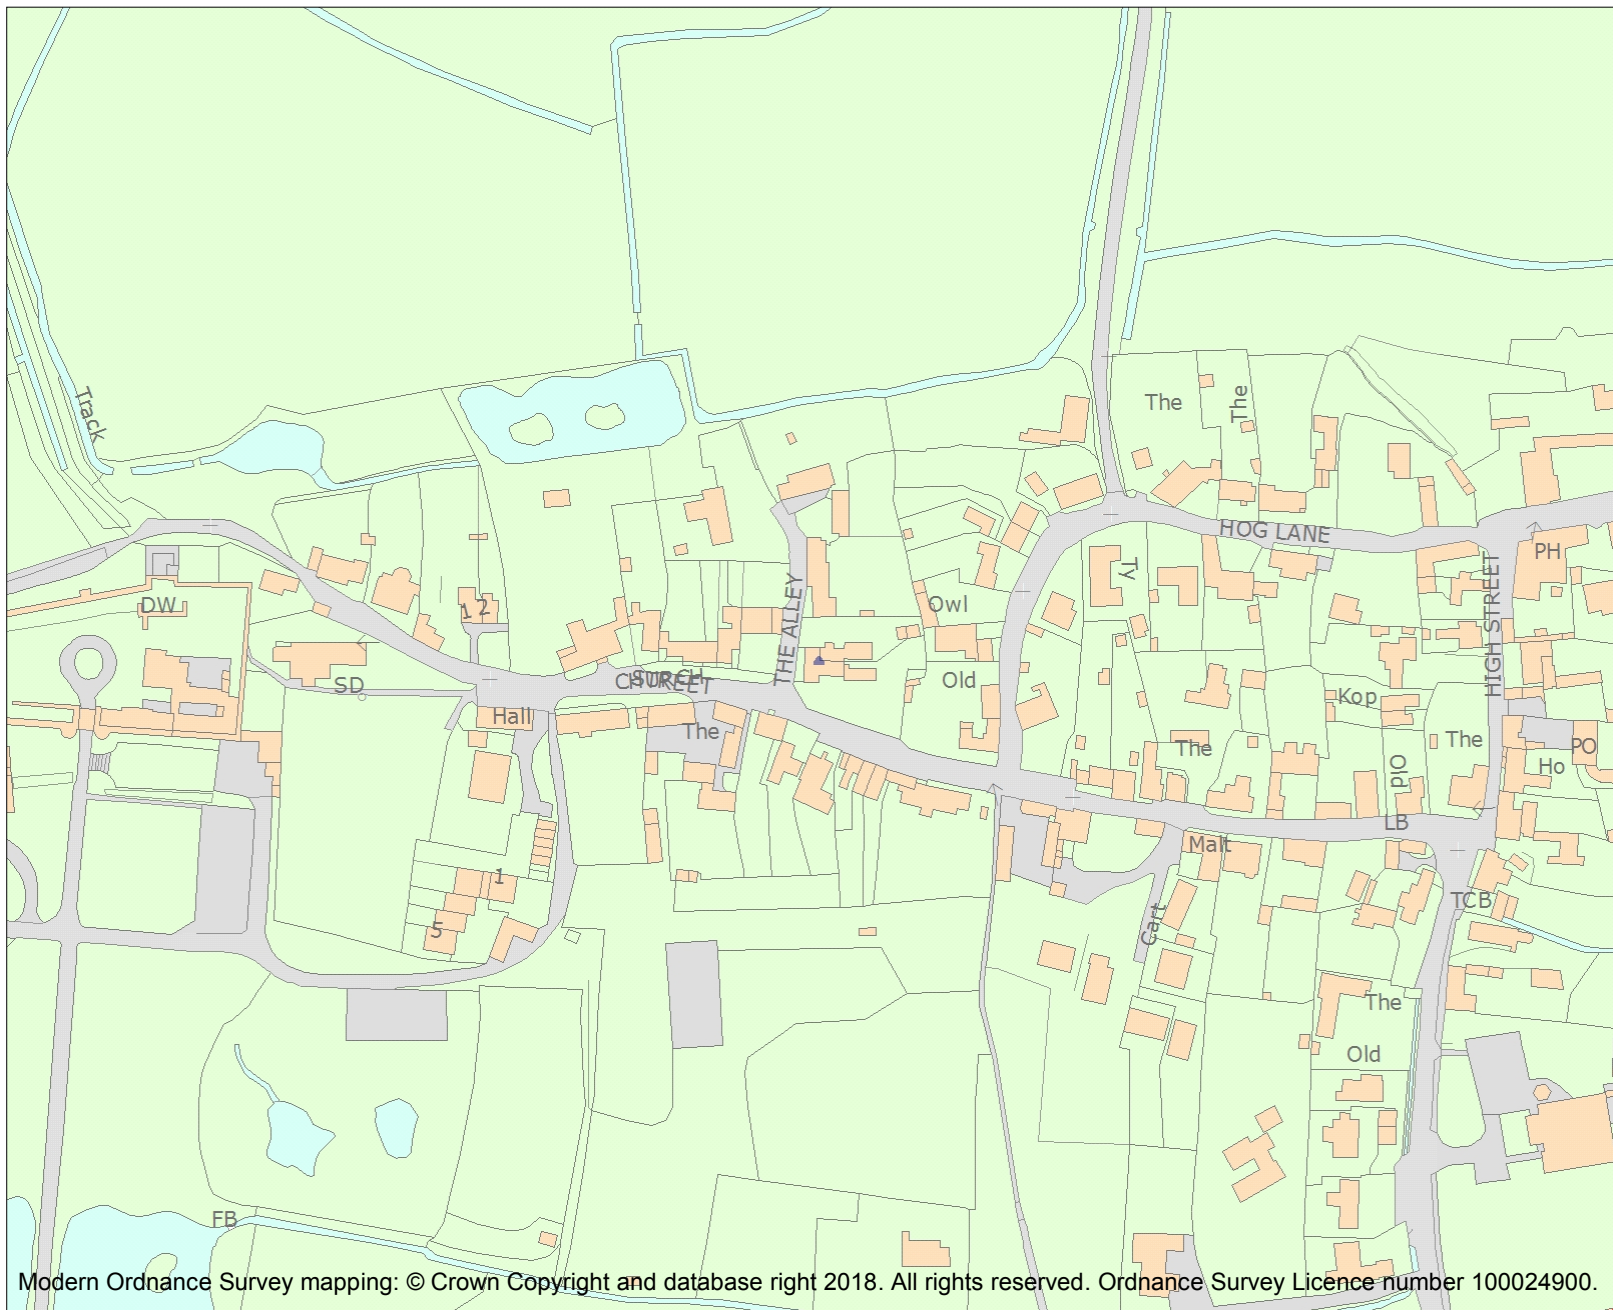 The
The
Track
HOG LANE
PH
Ty
HIGH STREET
THE ALLEY
DW
1 2
Owl
SD
CHURCH
STREET
Old
Kop
Hall
The
The
The
PO
Ho
Old
LB
Malt
1
TCB
5
Cart
The
Old
FB
Modern Ordnance Survey mapping: © Crown Copyright and database right 2018. All rights reserved. Ordnance Survey Licence number 100024900.